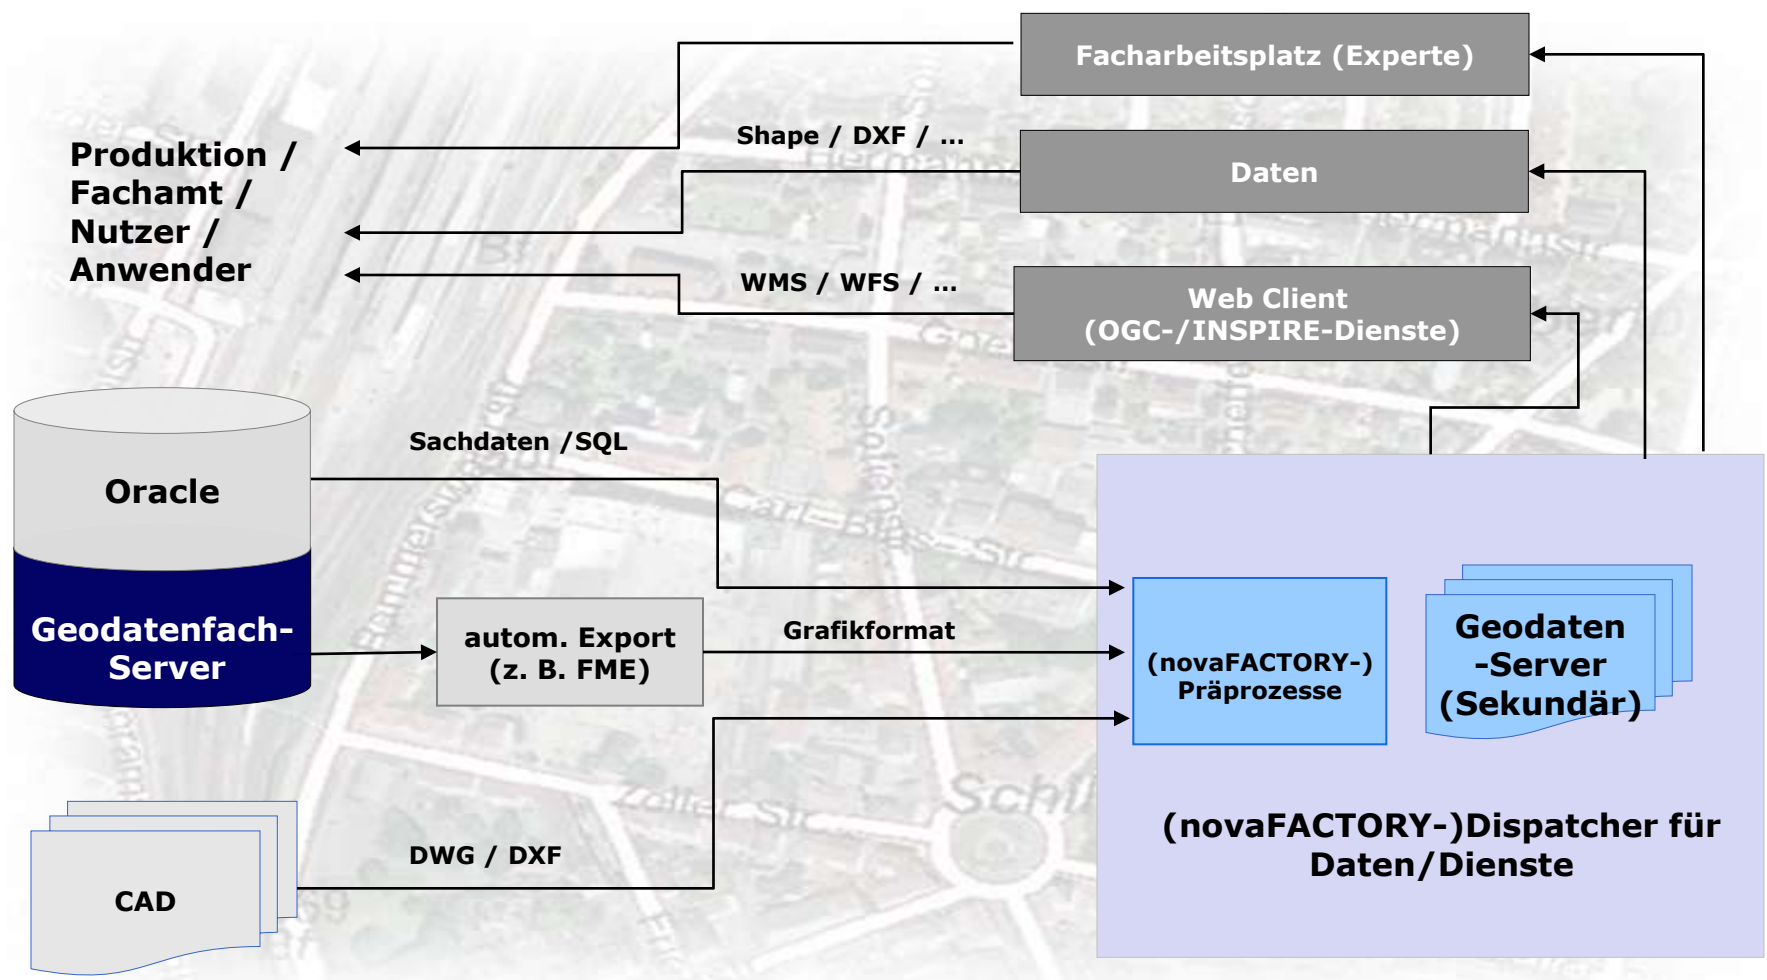 Facharbeitsplatz (Experte)
Shape / DXF / ...
Produktion /
Fachamt /
Nutzer /
Anwender
Daten
WMS / WFS / ...
Web Client
(OGC-/INSPIRE-Dienste)
Sachdaten /SQL
Oracle
Geodatenfach-
Server
autom. Export
(z. B. FME)
Grafikformat
(novaFACTORY-)
Präprozesse
Geodaten
-Server
(Sekundär)
(novaFACTORY-)Dispatcher für
Daten/Dienste
DWG / DXF
CAD
Zeller Str